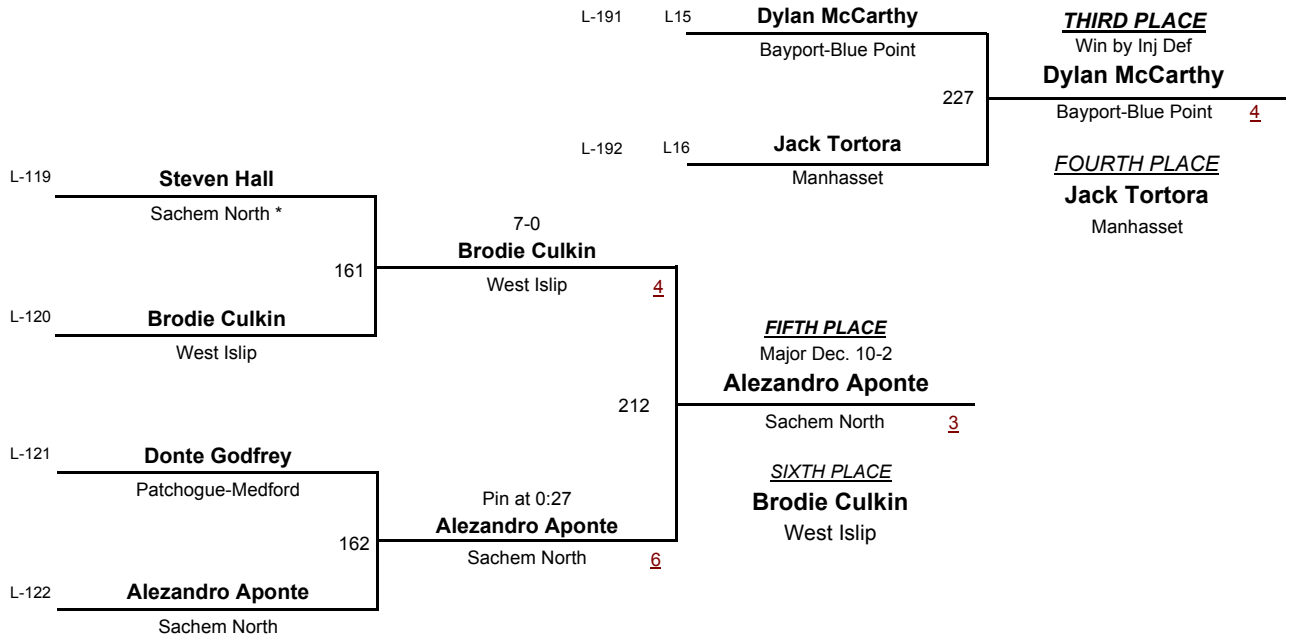 L-191 L15 Dylan McCarthy
Bayport-Blue Point
227
L-192 L16 Jack Tortora
Manhasset
THIRD PLACE
Win by Inj Def
Dylan McCarthy
Bayport-Blue Point 4
FOURTH PLACE
Jack Tortora
Manhasset
L-119 Steven Hall
Sachem North *
161
L-120 Brodie Culkin
West Islip
7-0
Brodie Culkin
West Islip 4
212
L-121 Donte Godfrey
Patchogue-Medford
162
L-122 Alezandro Aponte
Sachem North
Pin at 0:27
Alezandro Aponte
Sachem North 6
FIFTH PLACE
Major Dec. 10-2
Alezandro Aponte
Sachem North 3
SIXTH PLACE
Brodie Culkin
West Islip